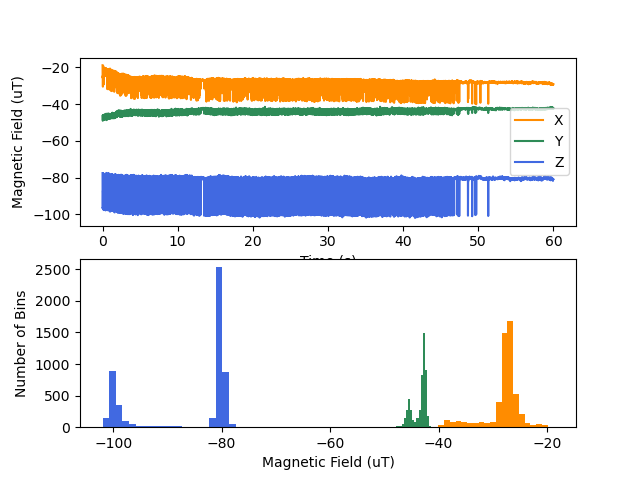 −20
−40
−60
−80
−100
Magnetic Field (uT)
X
Y
Z
0 10 20 30 40 50 60
Time (s)
2500
2000
1500
1000
500
0
Number of Bins
−100 −80 −60 −40 −20
Magnetic Field (uT)